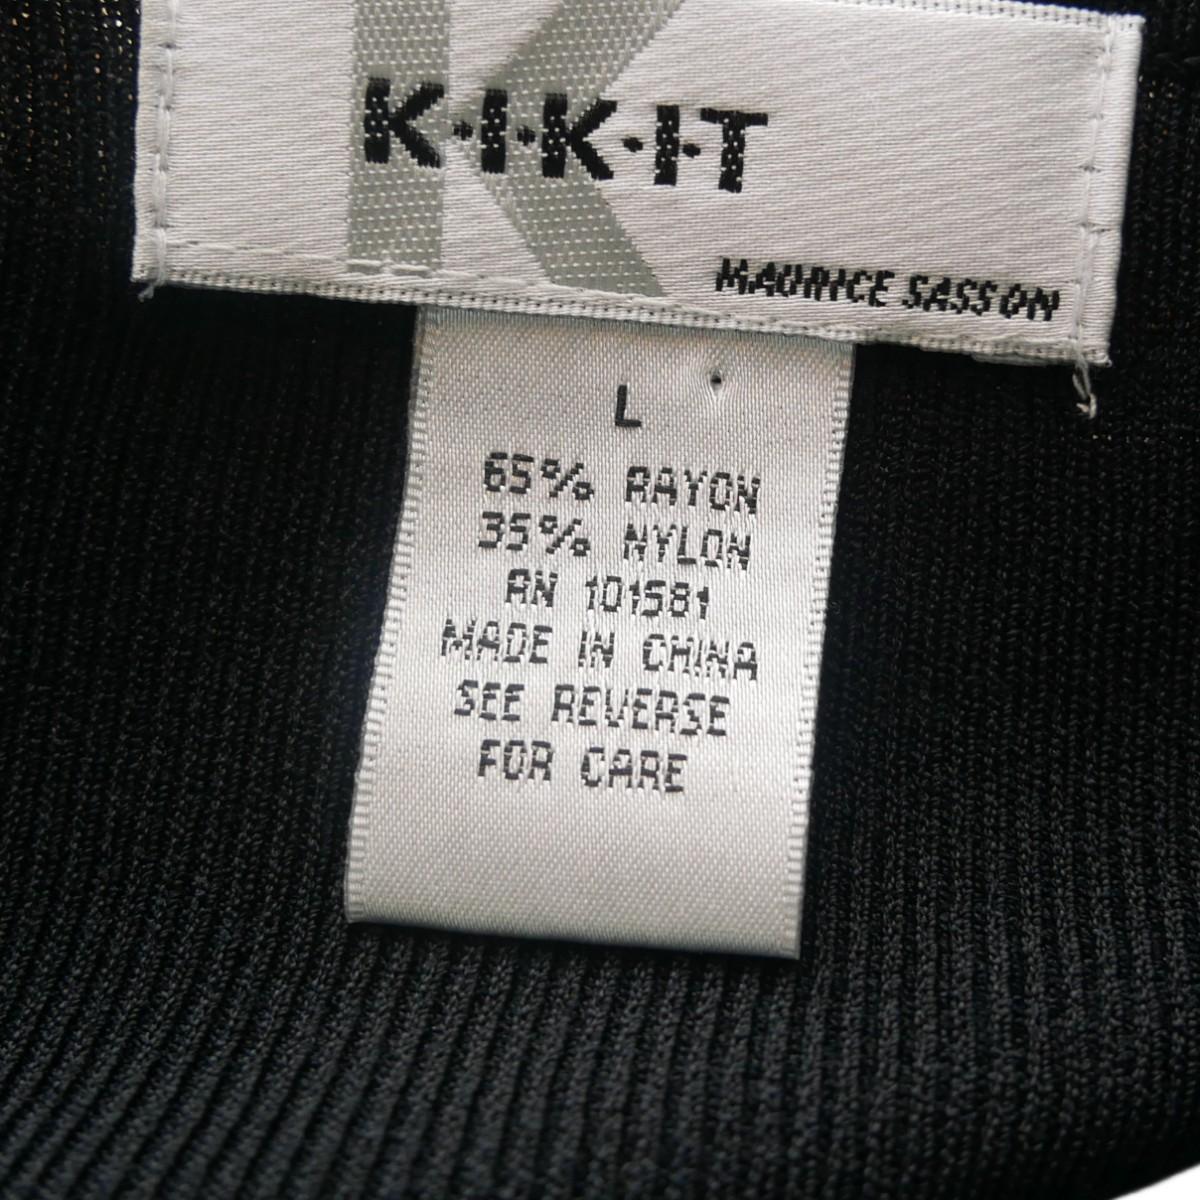 K·I·K·I·T
MAURICE SASSON
L
65% RAYON
35% NYLON
RN 101581
MADE IN CHINA
SEE REVERSE
FOR CARE